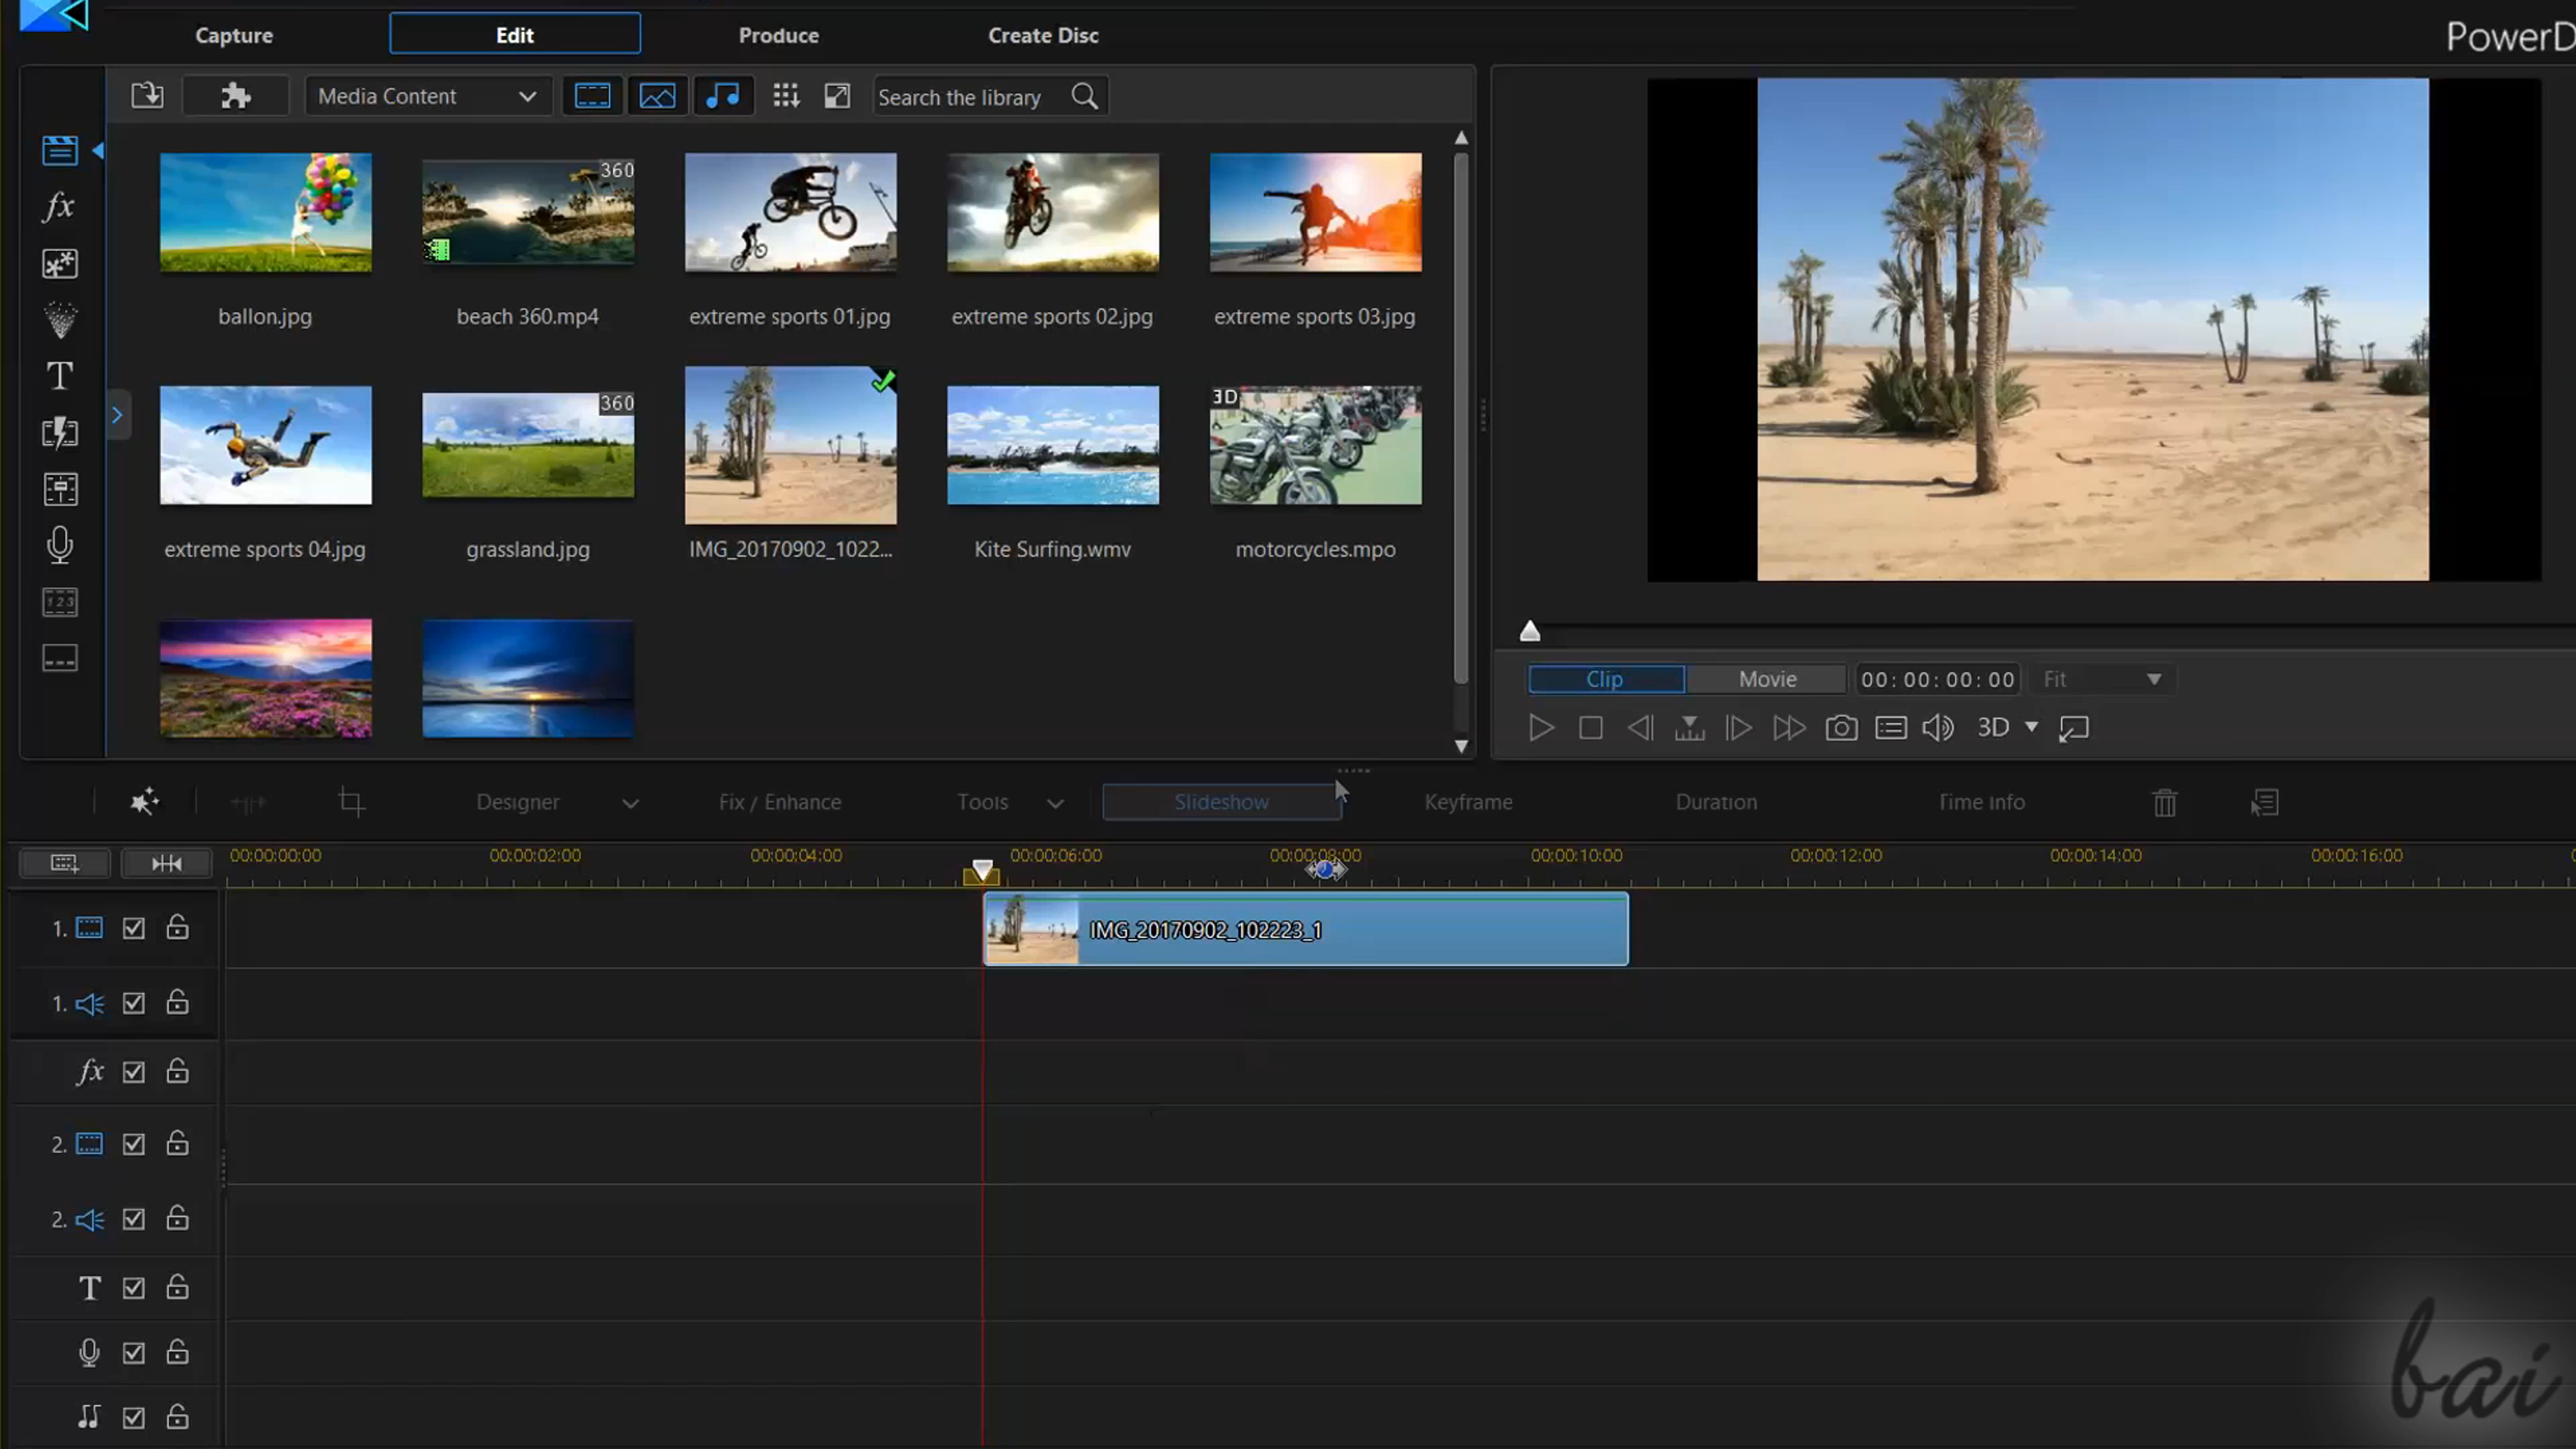 Capture Edit Produce Create Disc
PowerD
Media Content Search the library
360
ballon.jpg beach 360.mp4 extreme sports 01.jpg extreme sports 02.jpg extreme sports 03.jpg
fx
T
360 3D
extreme sports 04.jpg grassland.jpg IMG_20170902_1022... Kite Surfing.wmv motorcycles.mpo
123
Clip Movie 00:00:00:00 Fit
3D
Designer Fix / Enhance Tools Slideshow Keyframe Duration Time Info
00:00:00:00 00:00:02:00 00:00:04:00 00:00:06:00 00:00:08:00 00:00:10:00 00:00:12:00 00:00:14:00 00:00:16:00
1. IMG_20170902_102223_1
1.
fx
2.
2.
T
bai